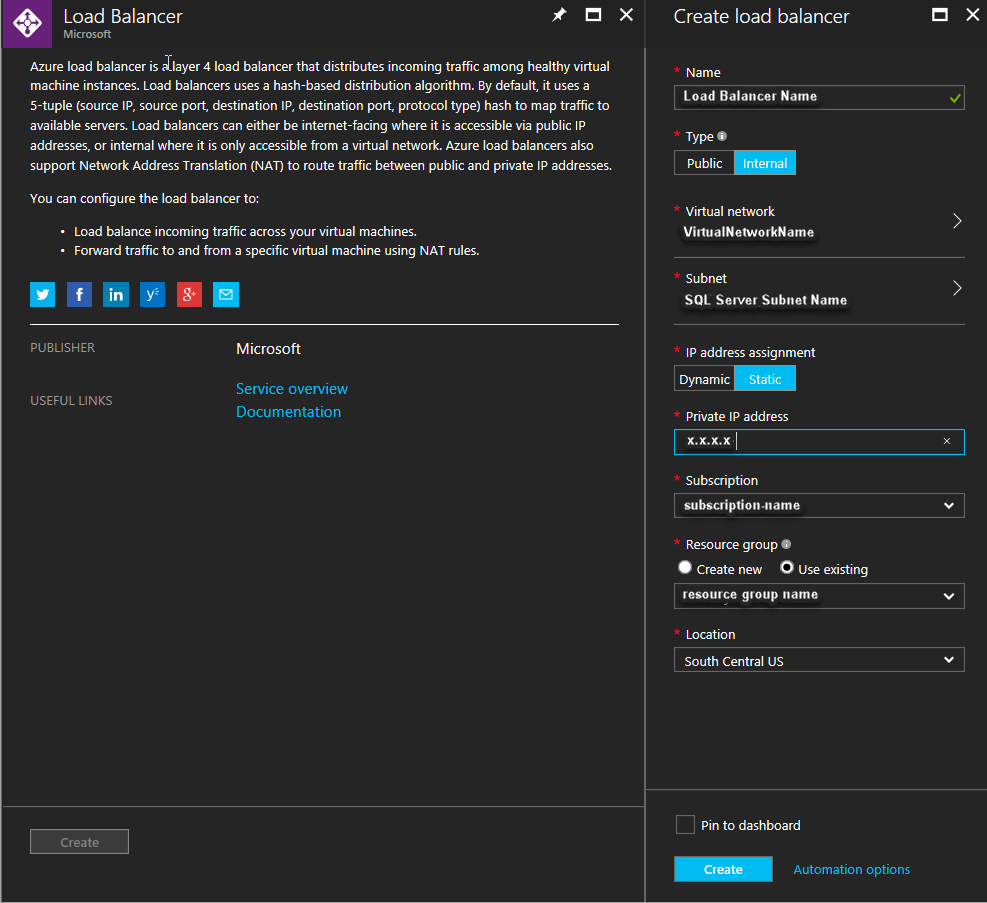 Load Balancer
Microsoft
Azure load balancer is a layer 4 load balancer that distributes incoming traffic among healthy virtual
machine instances. Load balancers uses a hash-based distribution algorithm. By default, it uses a
5-tuple (source IP, source port, destination IP, destination port, protocol type) hash to map traffic to
available servers. Load balancers can either be internet-facing where it is accessible via public IP
addresses, or internal where it is only accessible from a virtual network. Azure load balancers also
support Network Address Translation (NAT) to route traffic between public and private IP addresses.
You can configure the load balancer to:
• Load balance incoming traffic across your virtual machines.
• Forward traffic to and from a specific virtual machine using NAT rules.
f
in
y
g+
PUBLISHER
Microsoft
USEFUL LINKS
Service overview
Documentation
Create
Create load balancer
* Name
Load Balancer Name
* Type
Public Internal
* Virtual network
VirtualNetworkName
* Subnet
SQL Server Subnet Name
* IP address assignment
Dynamic Static
* Private IP address
x.x.x.x
* Subscription
subscription-name
* Resource group
Create new Use existing
resource group name
* Location
South Central US
Pin to dashboard
Create Automation options